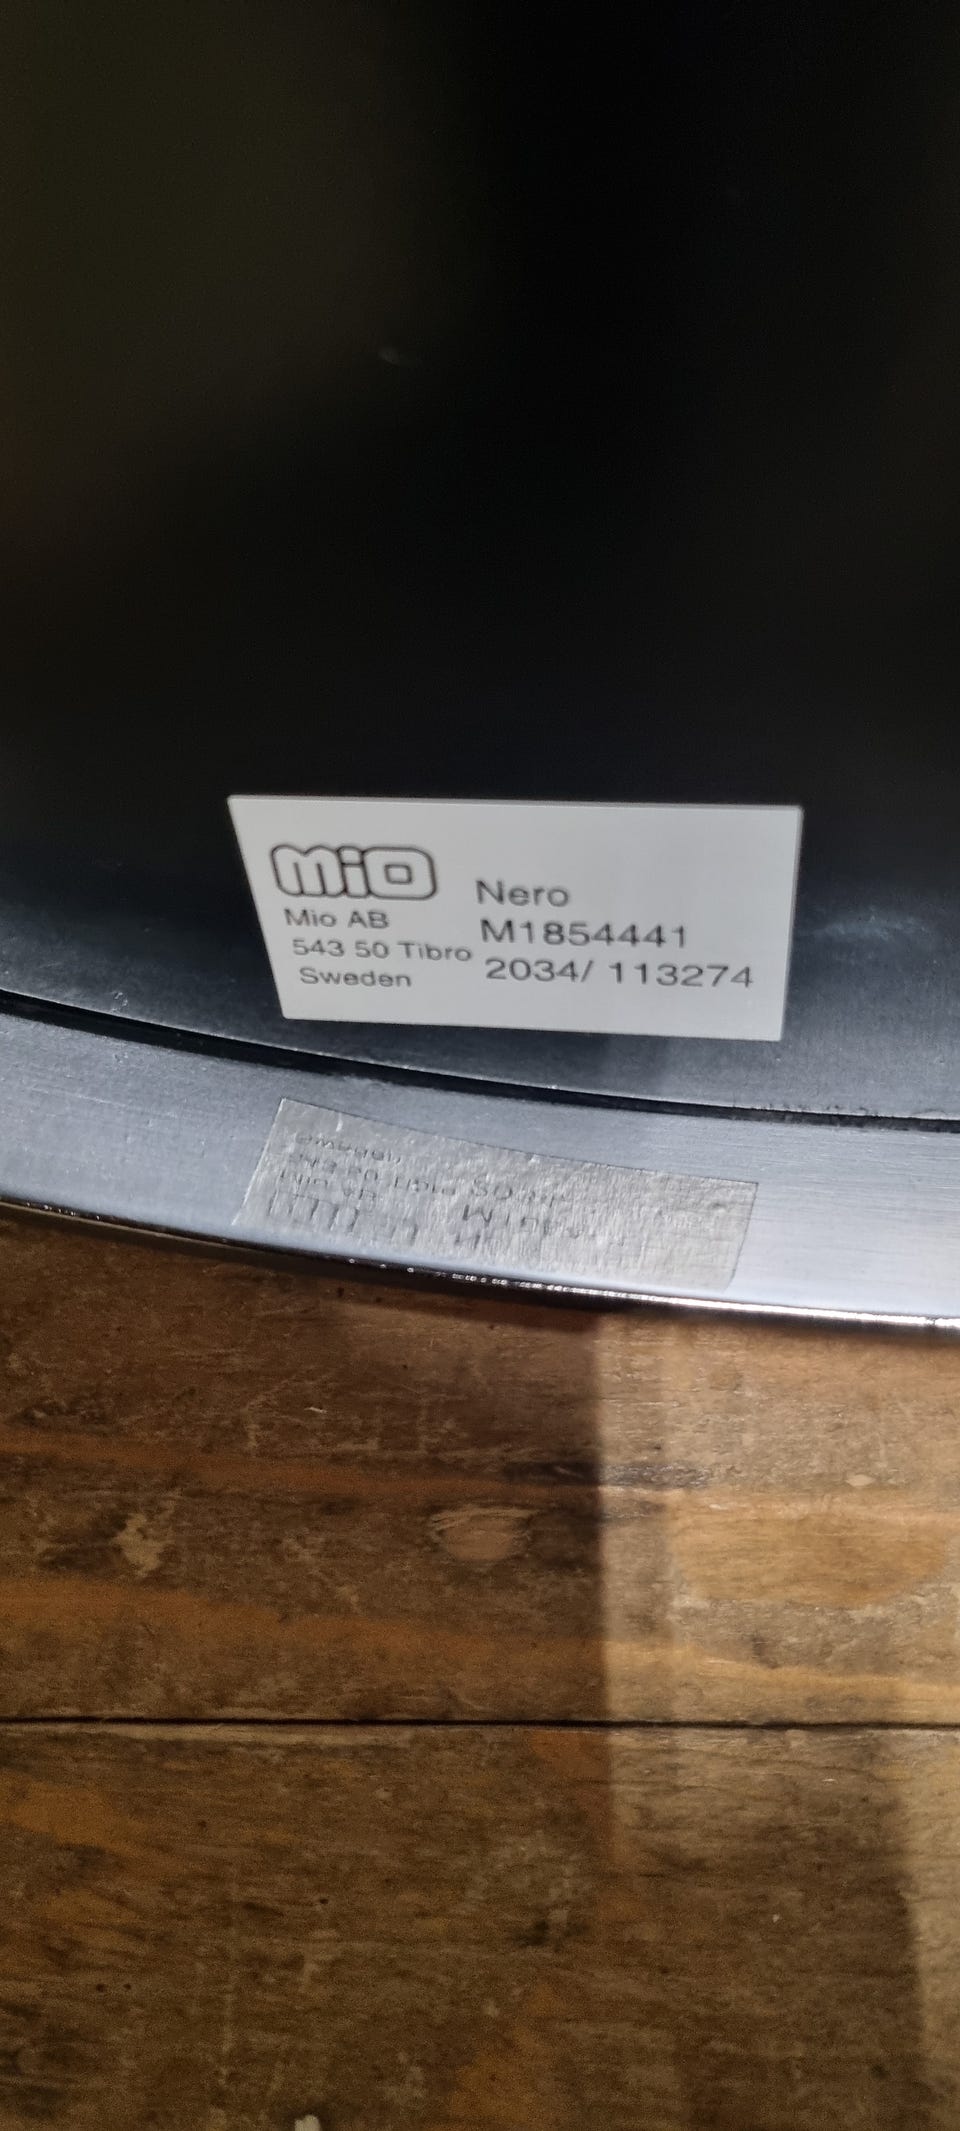 Mio
Mio AB
543 50 Tibro
Sweden
Nero
M1854441
2034/ 113274